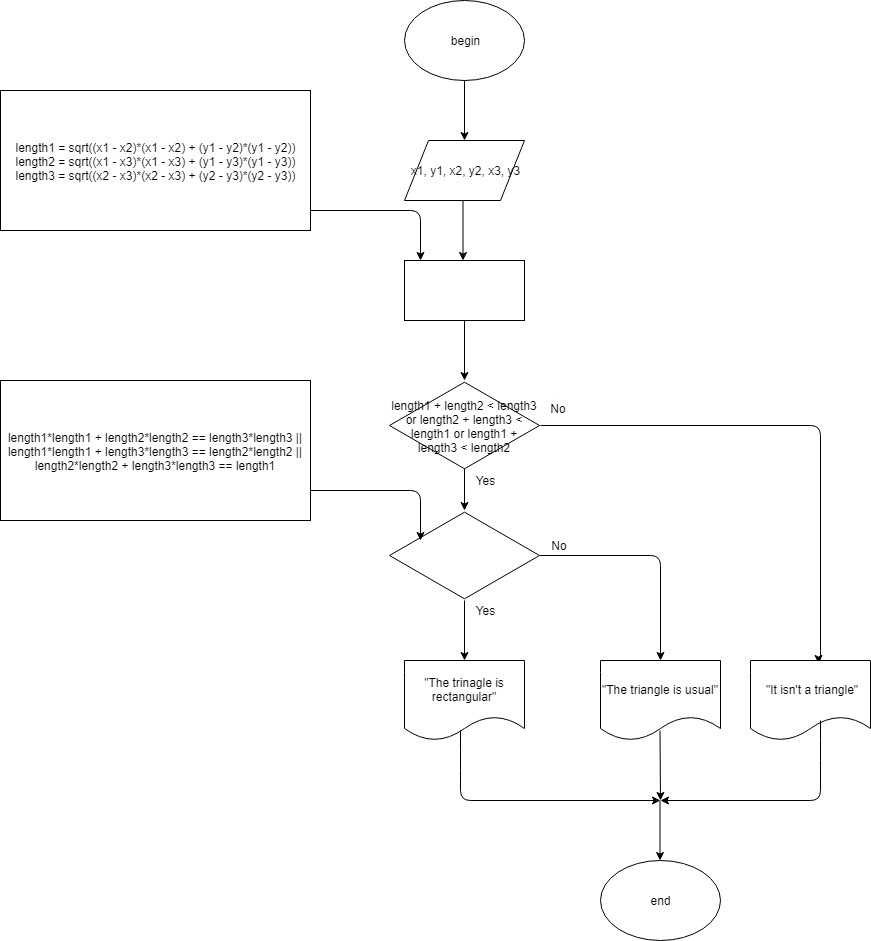 begin
x1, y1, x2, y2, x3, y3
length1 = sqrt((x1 - x2)*(x1 - x2) + (y1 - y2)*(y1 - y2))
length2 = sqrt((x1 - x3)*(x1 - x3) + (y1 - y3)*(y1 - y3))
length3 = sqrt((x2 - x3)*(x2 - x3) + (y2 - y3)*(y2 - y3))
length1 + length2 < length3
or length2 + length3 <
length1 or length1 +
length3 < length2
No
Yes
length1*length1 + length2*length2 == length3*length3 ||
length1*length1 + length3*length3 == length2*length2 ||
length2*length2 + length3*length3 == length1
No
Yes
"The trinagle is
rectangular"
"The triangle is usual"
"It isn't a triangle"
end